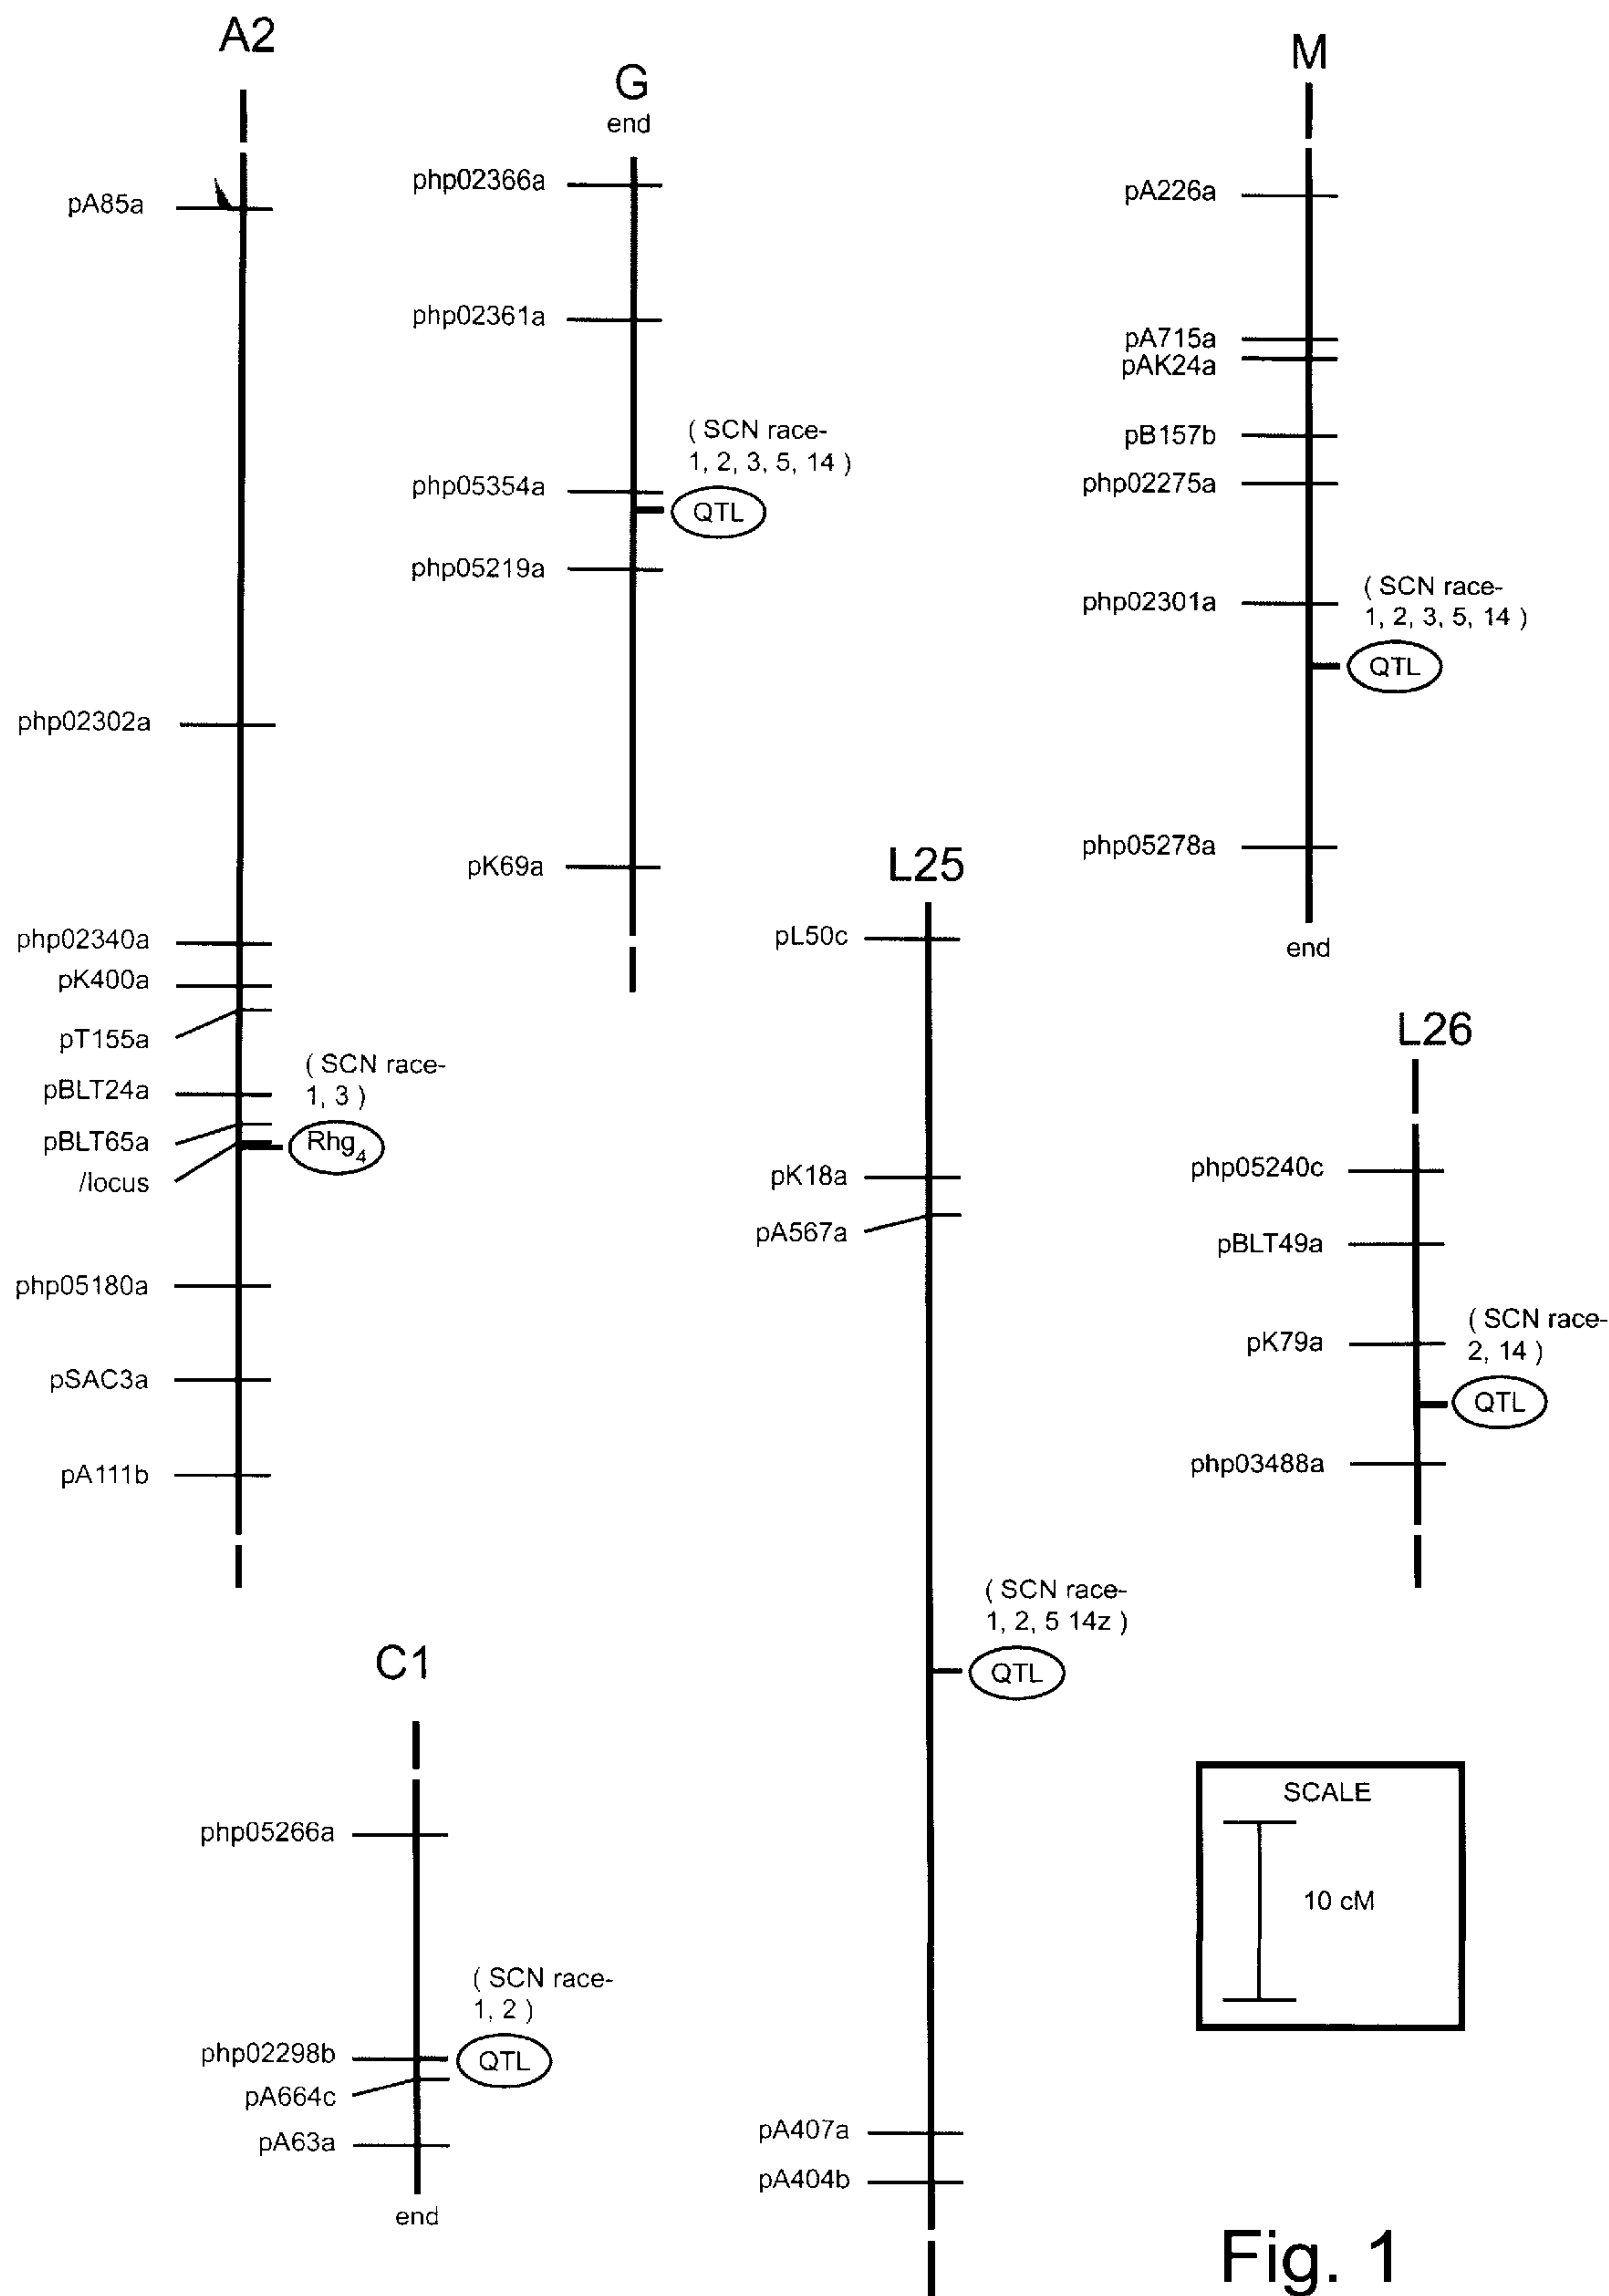 A2
pA85a
php02302a
php02340a
pK400a
pT155a
pBLT24a
pBLT65a
/locus
php05180a
pSAC3a
pA111b
( SCN race-
1, 3 )
Rhg4
G
end
php02366a
php02361a
php05354a
php05219a
pK69a
( SCN race-
1, 2, 3, 5, 14 )
QTL
M
pA226a
pA715a
pAK24a
pB157b
php02275a
php02301a
php05278a
end
( SCN race-
1, 2, 3, 5, 14 )
QTL
L25
pL50c
pK18a
pA567a
( SCN race-
1, 2, 5 14z )
QTL
pA407a
pA404b
L26
php05240c
pBLT49a
pK79a
php03488a
( SCN race-
2, 14 )
QTL
C1
php05266a
php02298b
pA664c
pA63a
end
( SCN race-
1, 2 )
QTL
SCALE
10 cM
Fig. 1